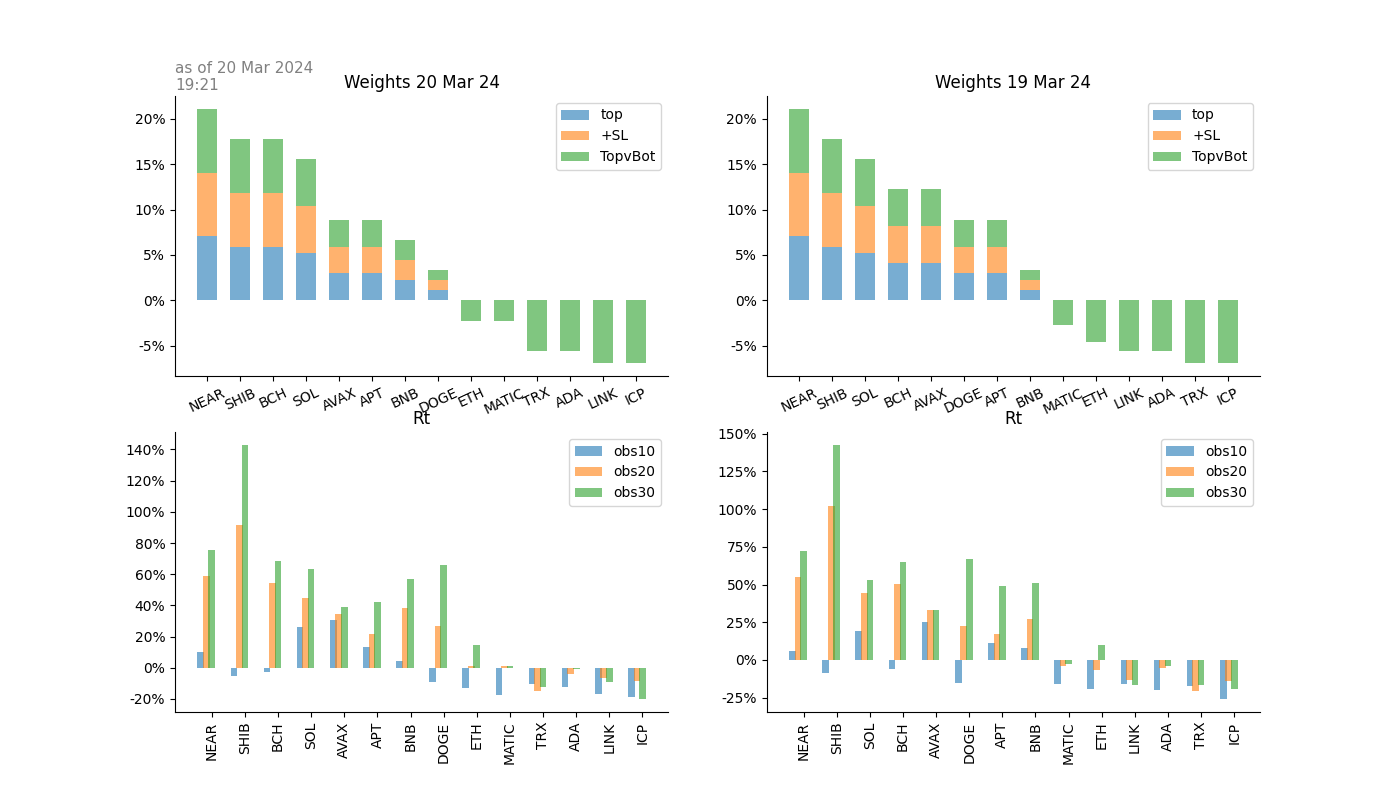 as of 20 Mar 2024
19:21
Weights 20 Mar 24
20%
15%
10%
5%
0%
-5%
top
+SL
TopvBot
NEAR SHIB BCH SOL AVAX APT BNB DOGE ETH MATIC TRX ADA LINK ICP
Weights 19 Mar 24
20%
15%
10%
5%
0%
-5%
top
+SL
TopvBot
NEAR SHIB SOL BCH AVAX DOGE APT BNB MATIC ETH LINK ADA TRX ICP
Rt
140%
120%
100%
80%
60%
40%
20%
0%
-20%
obs10
obs20
obs30
NEAR SHIB BCH SOL AVAX APT BNB DOGE ETH MATIC TRX ADA LINK ICP
Rt
150%
125%
100%
75%
50%
25%
0%
-25%
obs10
obs20
obs30
NEAR SHIB SOL BCH AVAX DOGE APT BNB MATIC ETH LINK ADA TRX ICP